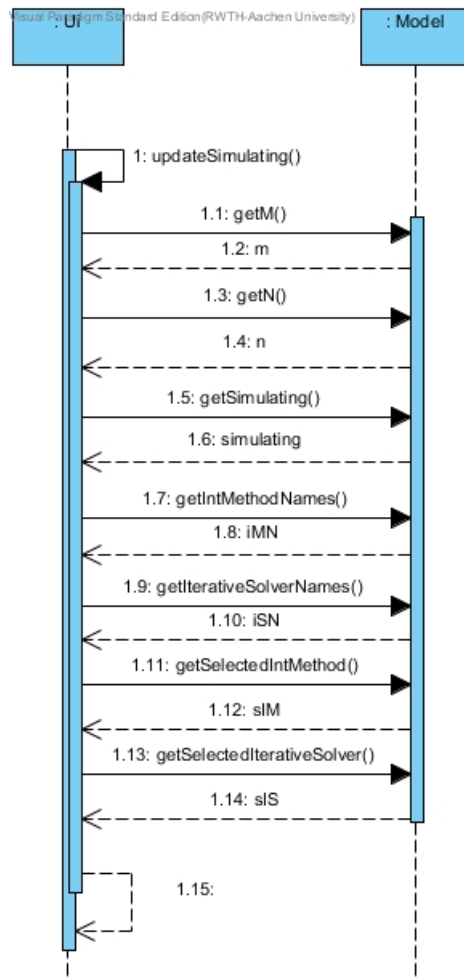 Visual Paradigm Standard Edition(RWTH-Aachen University)
: UI
: Model
1: updateSimulating()
1.1: getM()
1.2: m
1.3: getN()
1.4: n
1.5: getSimulating()
1.6: simulating
1.7: getIntMethodNames()
1.8: iMN
1.9: getIterativeSolverNames()
1.10: iSN
1.11: getSelectedIntMethod()
1.12: sIM
1.13: getSelectedIterativeSolver()
1.14: sIS
1.15: